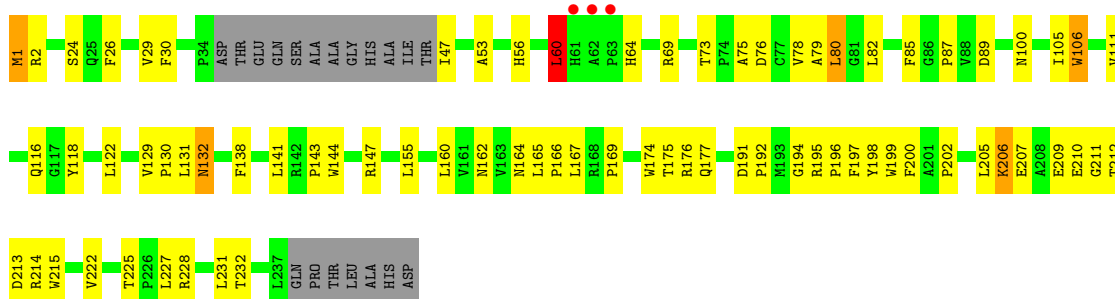 M1 R2 S24 Q25 F26 V29 F30 P34 ASP THR GLU GLN SER ALA ALA GLY HIS ALA ILE THR I47 A53 H56 L60 H61 A62 P63 H64 R69 T73 P74 A75 D76 C77 V78 A79 L80 G81 L82 F85 G86 P87 V88 D89 N100 I105 W106
Q116 G117 Y118 L122 V129 P130 L131 N132 F138 L141 R142 P143 W144 R147 L155 L160 V161 N162 V163 N164 L165 P166 L167 R168 P169 W174 T175 R176 Q177 D191 P192 M193 G194 R195 P196 F197 Y198 W199 F200 A201 P202 L205 K206 E207 A208 E209 E210 G211
D213 R214 W215 V222 T225 P226 L227 R228 L231 T232 L237 GLN PRO THR LEU ALA HIS ASP